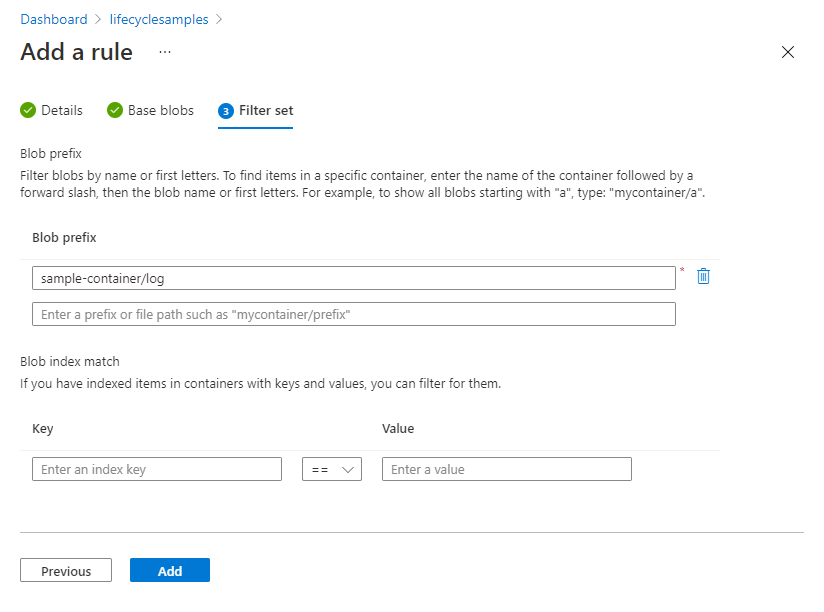 Dashboard > lifecyclesamples >
Add a rule ...
Details Base blobs 3 Filter set
Blob prefix
Filter blobs by name or first letters. To find items in a specific container, enter the name of the container followed by a
forward slash, then the blob name or first letters. For example, to show all blobs starting with "a", type: "mycontainer/a".
Blob prefix
sample-container/log *
Enter a prefix or file path such as "mycontainer/prefix"
Blob index match
If you have indexed items in containers with keys and values, you can filter for them.
Key Value
Enter an index key == Enter a value
Previous Add